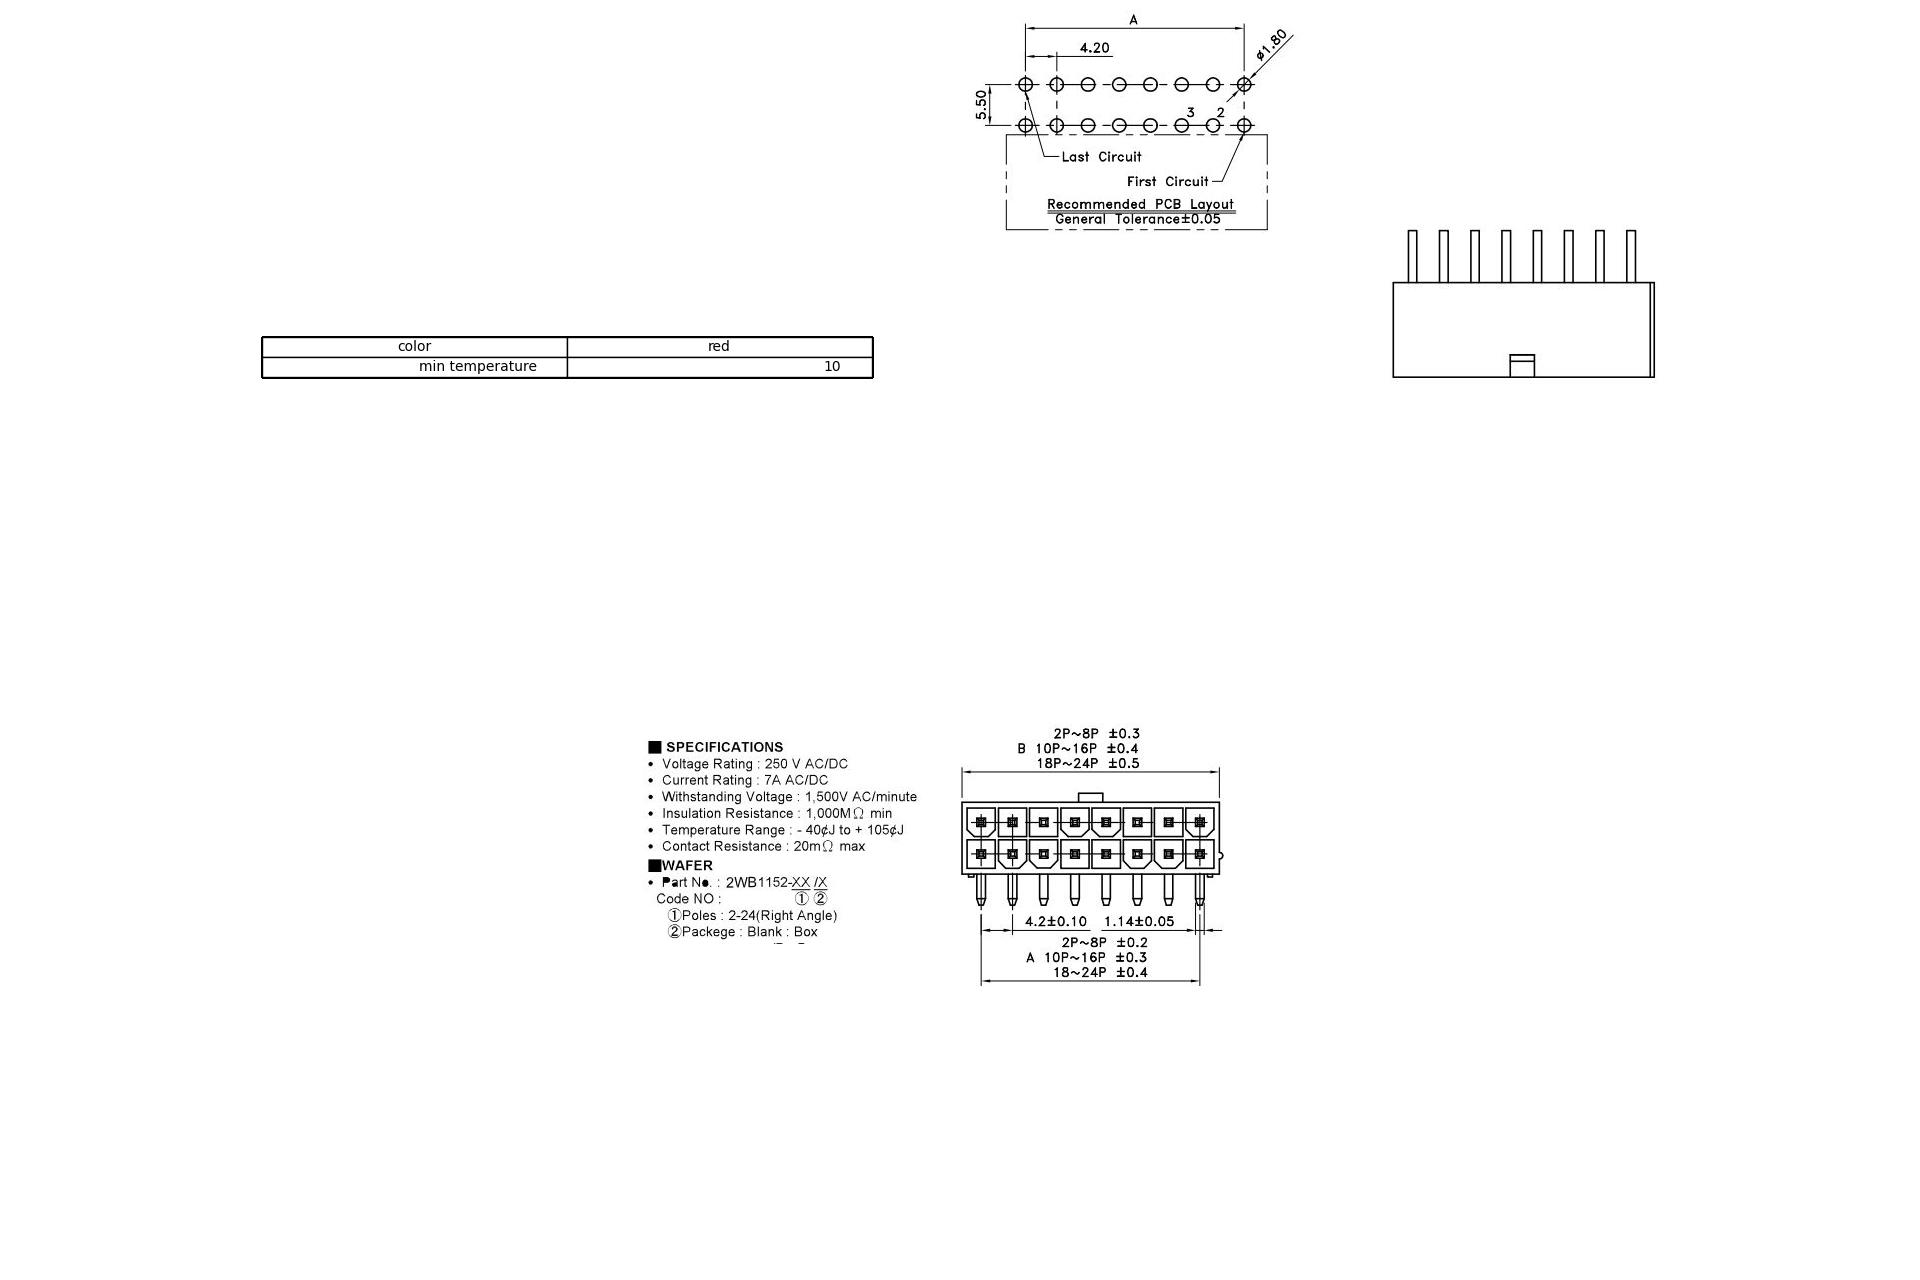 A
4.20
ø1.80
5.50
3 2
Last Circuit
First Circuit
Recommended PCB Layout
General Tolerance±0.05
color red
min temperature 10
■ SPECIFICATIONS
• Voltage Rating : 250 V AC/DC
• Current Rating : 7A AC/DC
• Withstanding Voltage : 1,500V AC/minute
• Insulation Resistance : 1,000MΩ min
• Temperature Range : - 40¢J to + 105¢J
• Contact Resistance : 20mΩ max
■WAFER
• Part No. : 2WB1152-XX /X
Code NO : ① ②
①Poles : 2-24(Right Angle)
②Packege : Blank : Box
2P~8P ±0.3
B 10P~16P ±0.4
18P~24P ±0.5
4.2±0.10 1.14±0.05
2P~8P ±0.2
A 10P~16P ±0.3
18~24P ±0.4